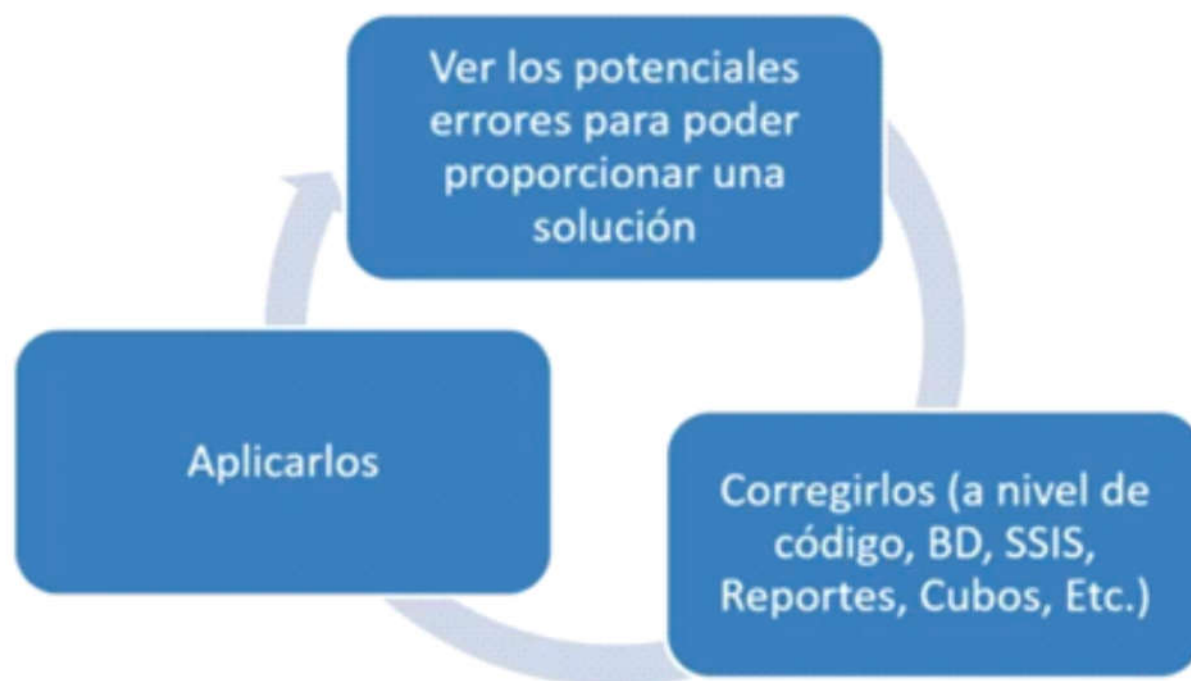 Ver los potenciales
errores para poder
proporcionar una
solución
Corregirlos (a nivel de
código, BD, SSIS,
Reportes, Cubos, Etc.)
Aplicarlos